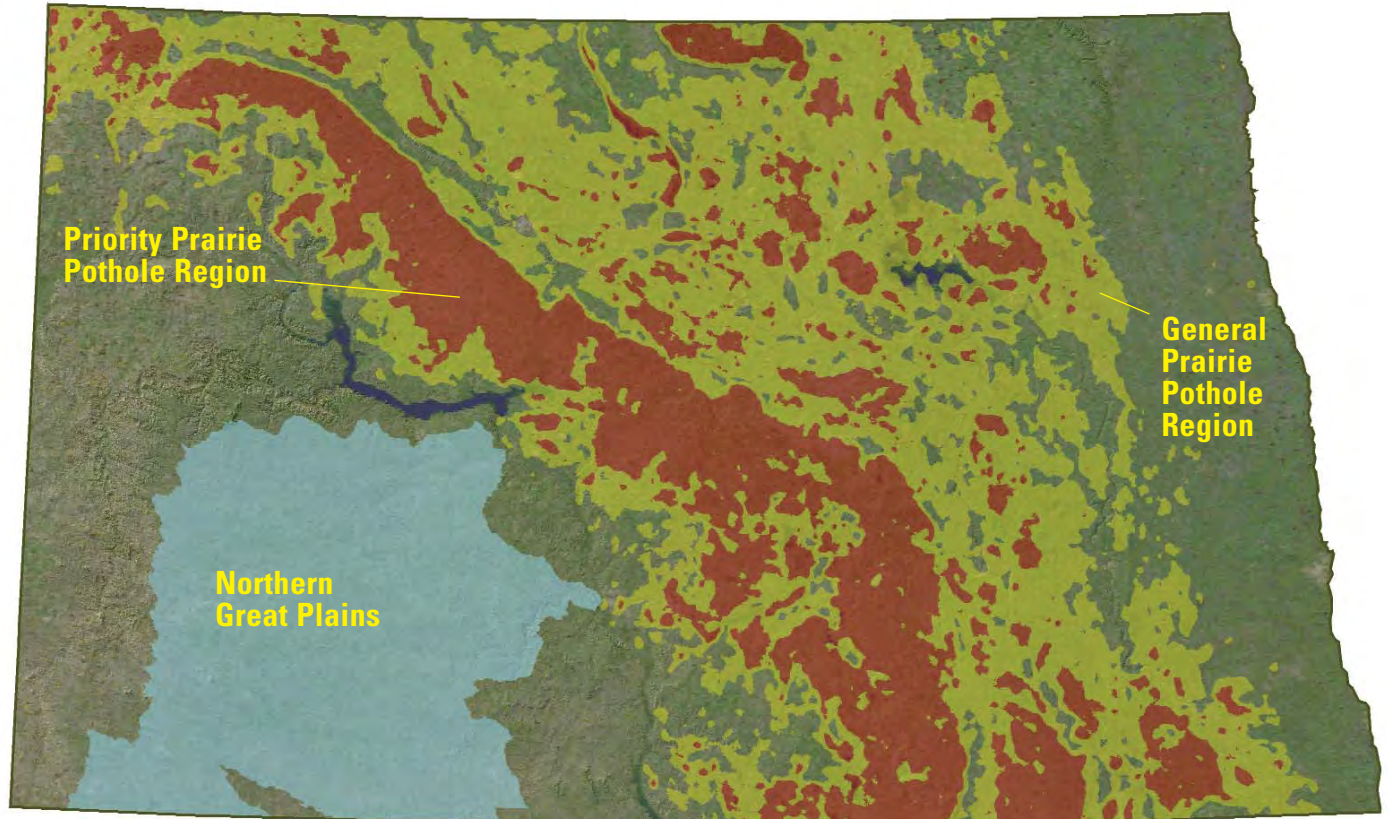 Priority Prairie
Pothole Region
General
Prairie
Pothole
Region
Northern
Great Plains